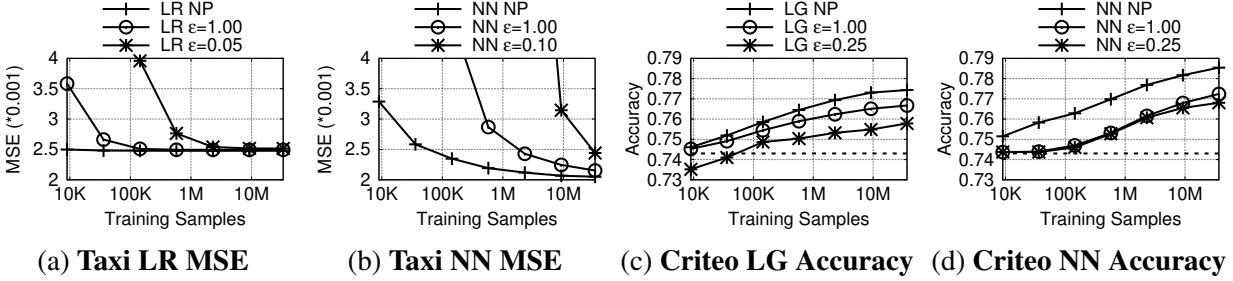 LR NP
LR ε=1.00
LR ε=0.05
MSE (*0.001)
4
3.5
3
2.5
2
10K 100K 1M 10M
Training Samples
(a) Taxi LR MSE
NN NP
NN ε=1.00
NN ε=0.10
MSE (*0.001)
4
3.5
3
2.5
2
10K 100K 1M 10M
Training Samples
(b) Taxi NN MSE
LG NP
LG ε=1.00
LG ε=0.25
Accuracy
0.79
0.78
0.77
0.76
0.75
0.74
0.73
10K 100K 1M 10M
Training Samples
(c) Criteo LG Accuracy
NN NP
NN ε=1.00
NN ε=0.25
Accuracy
0.79
0.78
0.77
0.76
0.75
0.74
0.73
10K 100K 1M 10M
Training Samples
(d) Criteo NN Accuracy